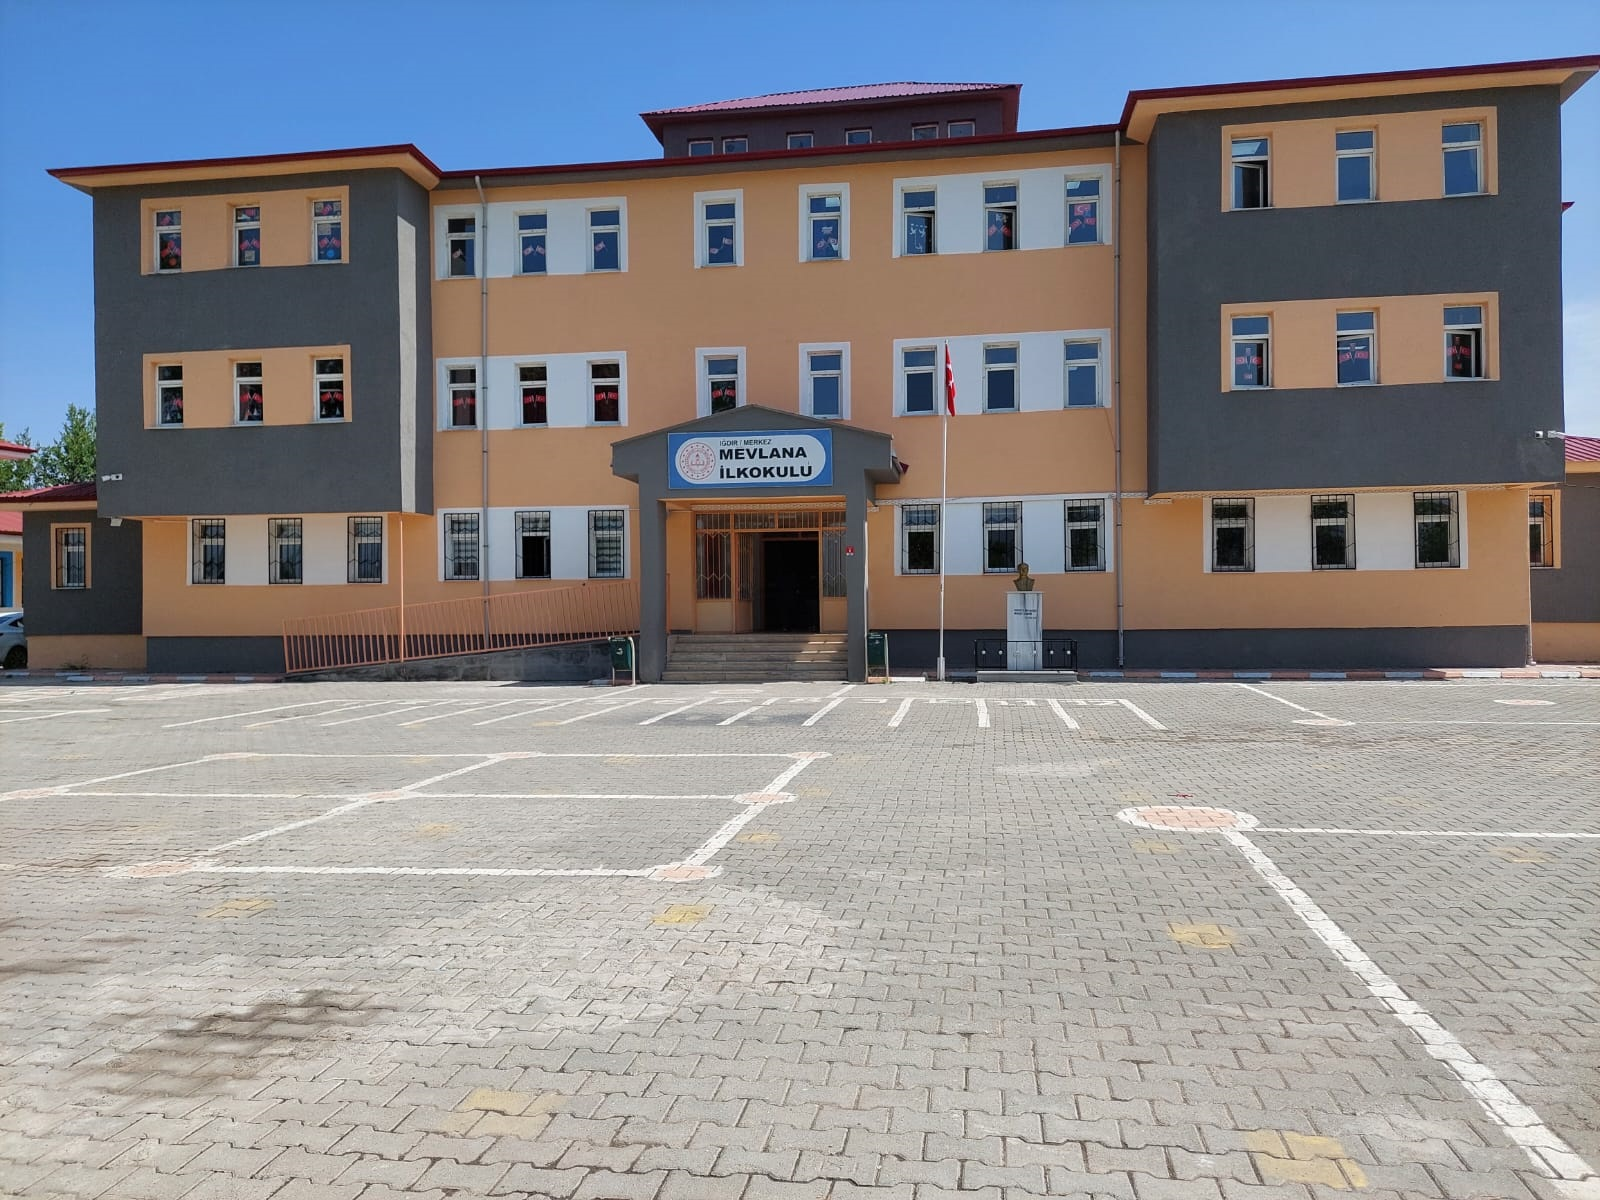 IĞDIR / MERKEZ
MEVLANA
İLKOKULU